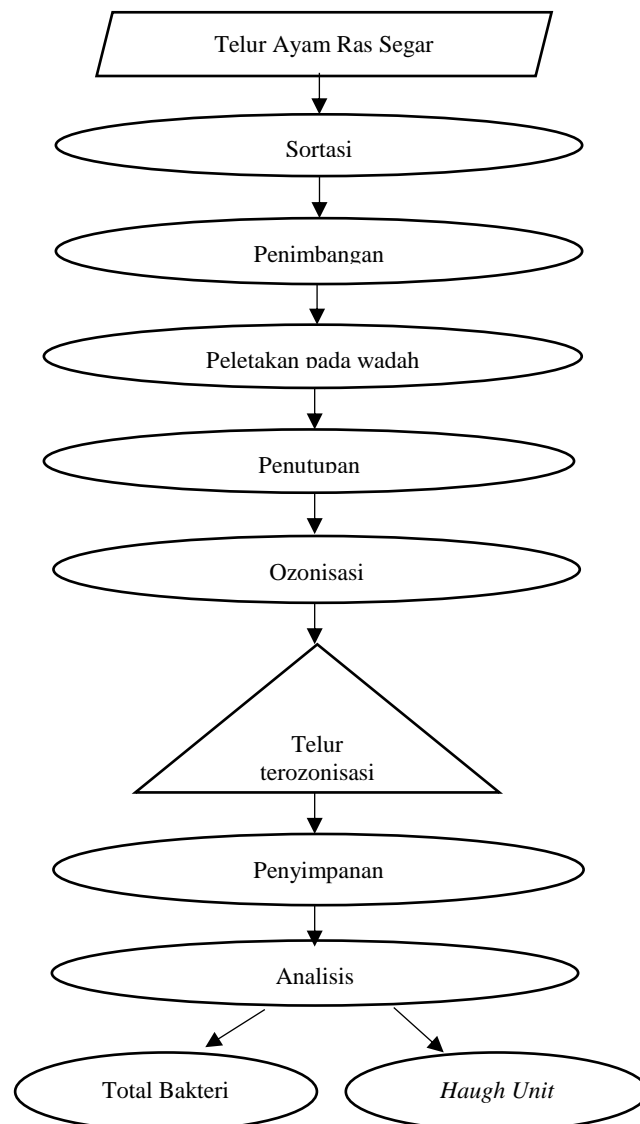 Telur Ayam Ras Segar
Sortasi
Penimbangan
Peletakan pada wadah
Penutupan
Ozonisasi
Telur
terozonisasi
Penyimpanan
Analisis
Total Bakteri
Haugh Unit